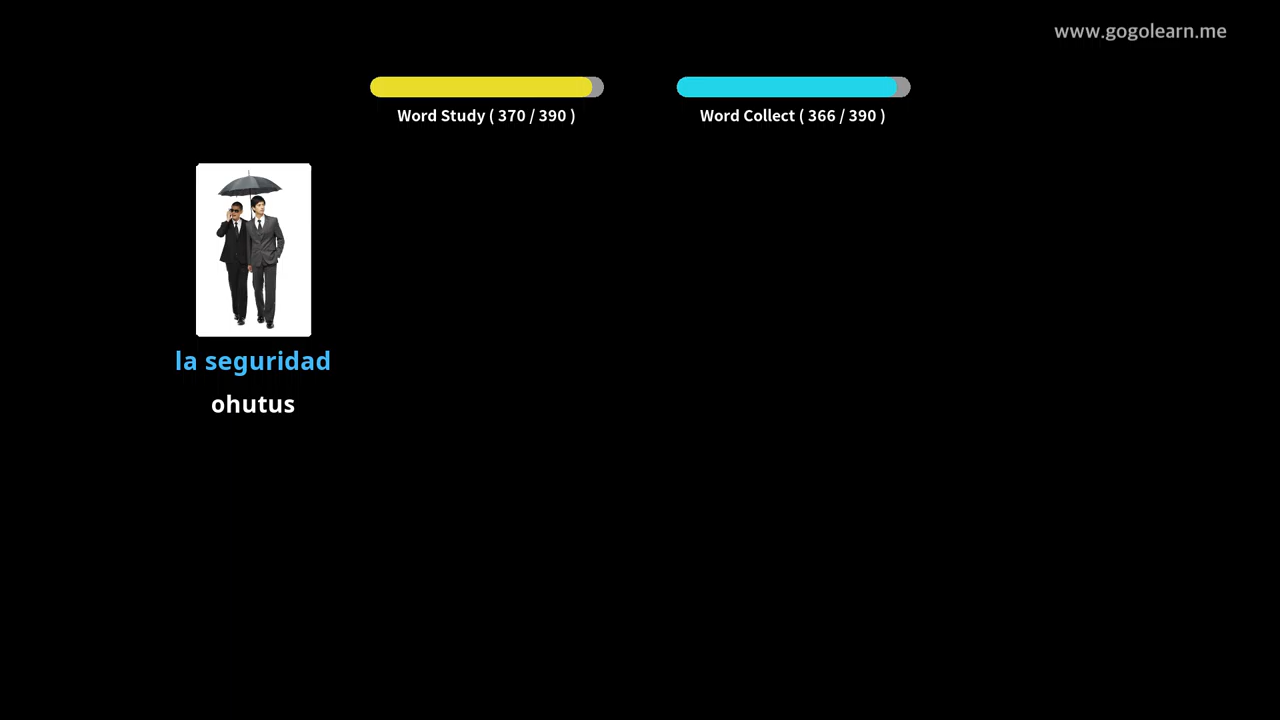 www.gogolearn.me
Word Study ( 370 / 390 )
Word Collect ( 366 / 390 )
la seguridad
ohutus